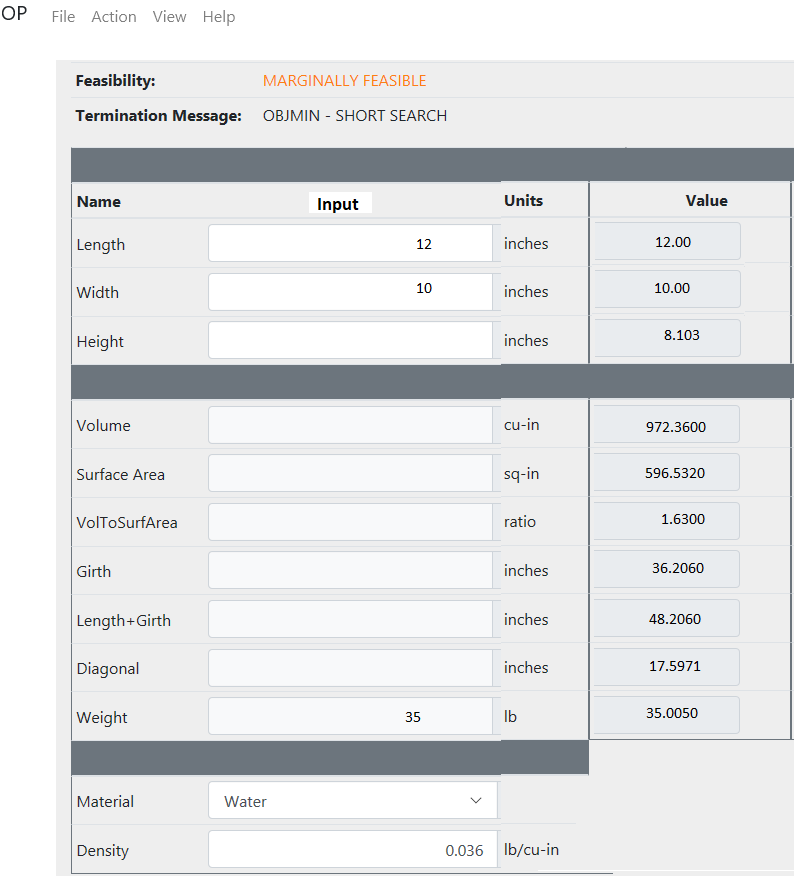 OP File Action View Help
Feasibility: MARGINALLY FEASIBLE
Termination Message: OBJMIN - SHORT SEARCH
Name Input Units Value
Length 12 inches 12.00
Width 10 inches 10.00
Height inches 8.103
Volume cu-in 972.3600
Surface Area sq-in 596.5320
VolToSurfArea ratio 1.6300
Girth inches 36.2060
Length+Girth inches 48.2060
Diagonal inches 17.5971
Weight 35 lb 35.0050
Material Water
Density 0.036 lb/cu-in